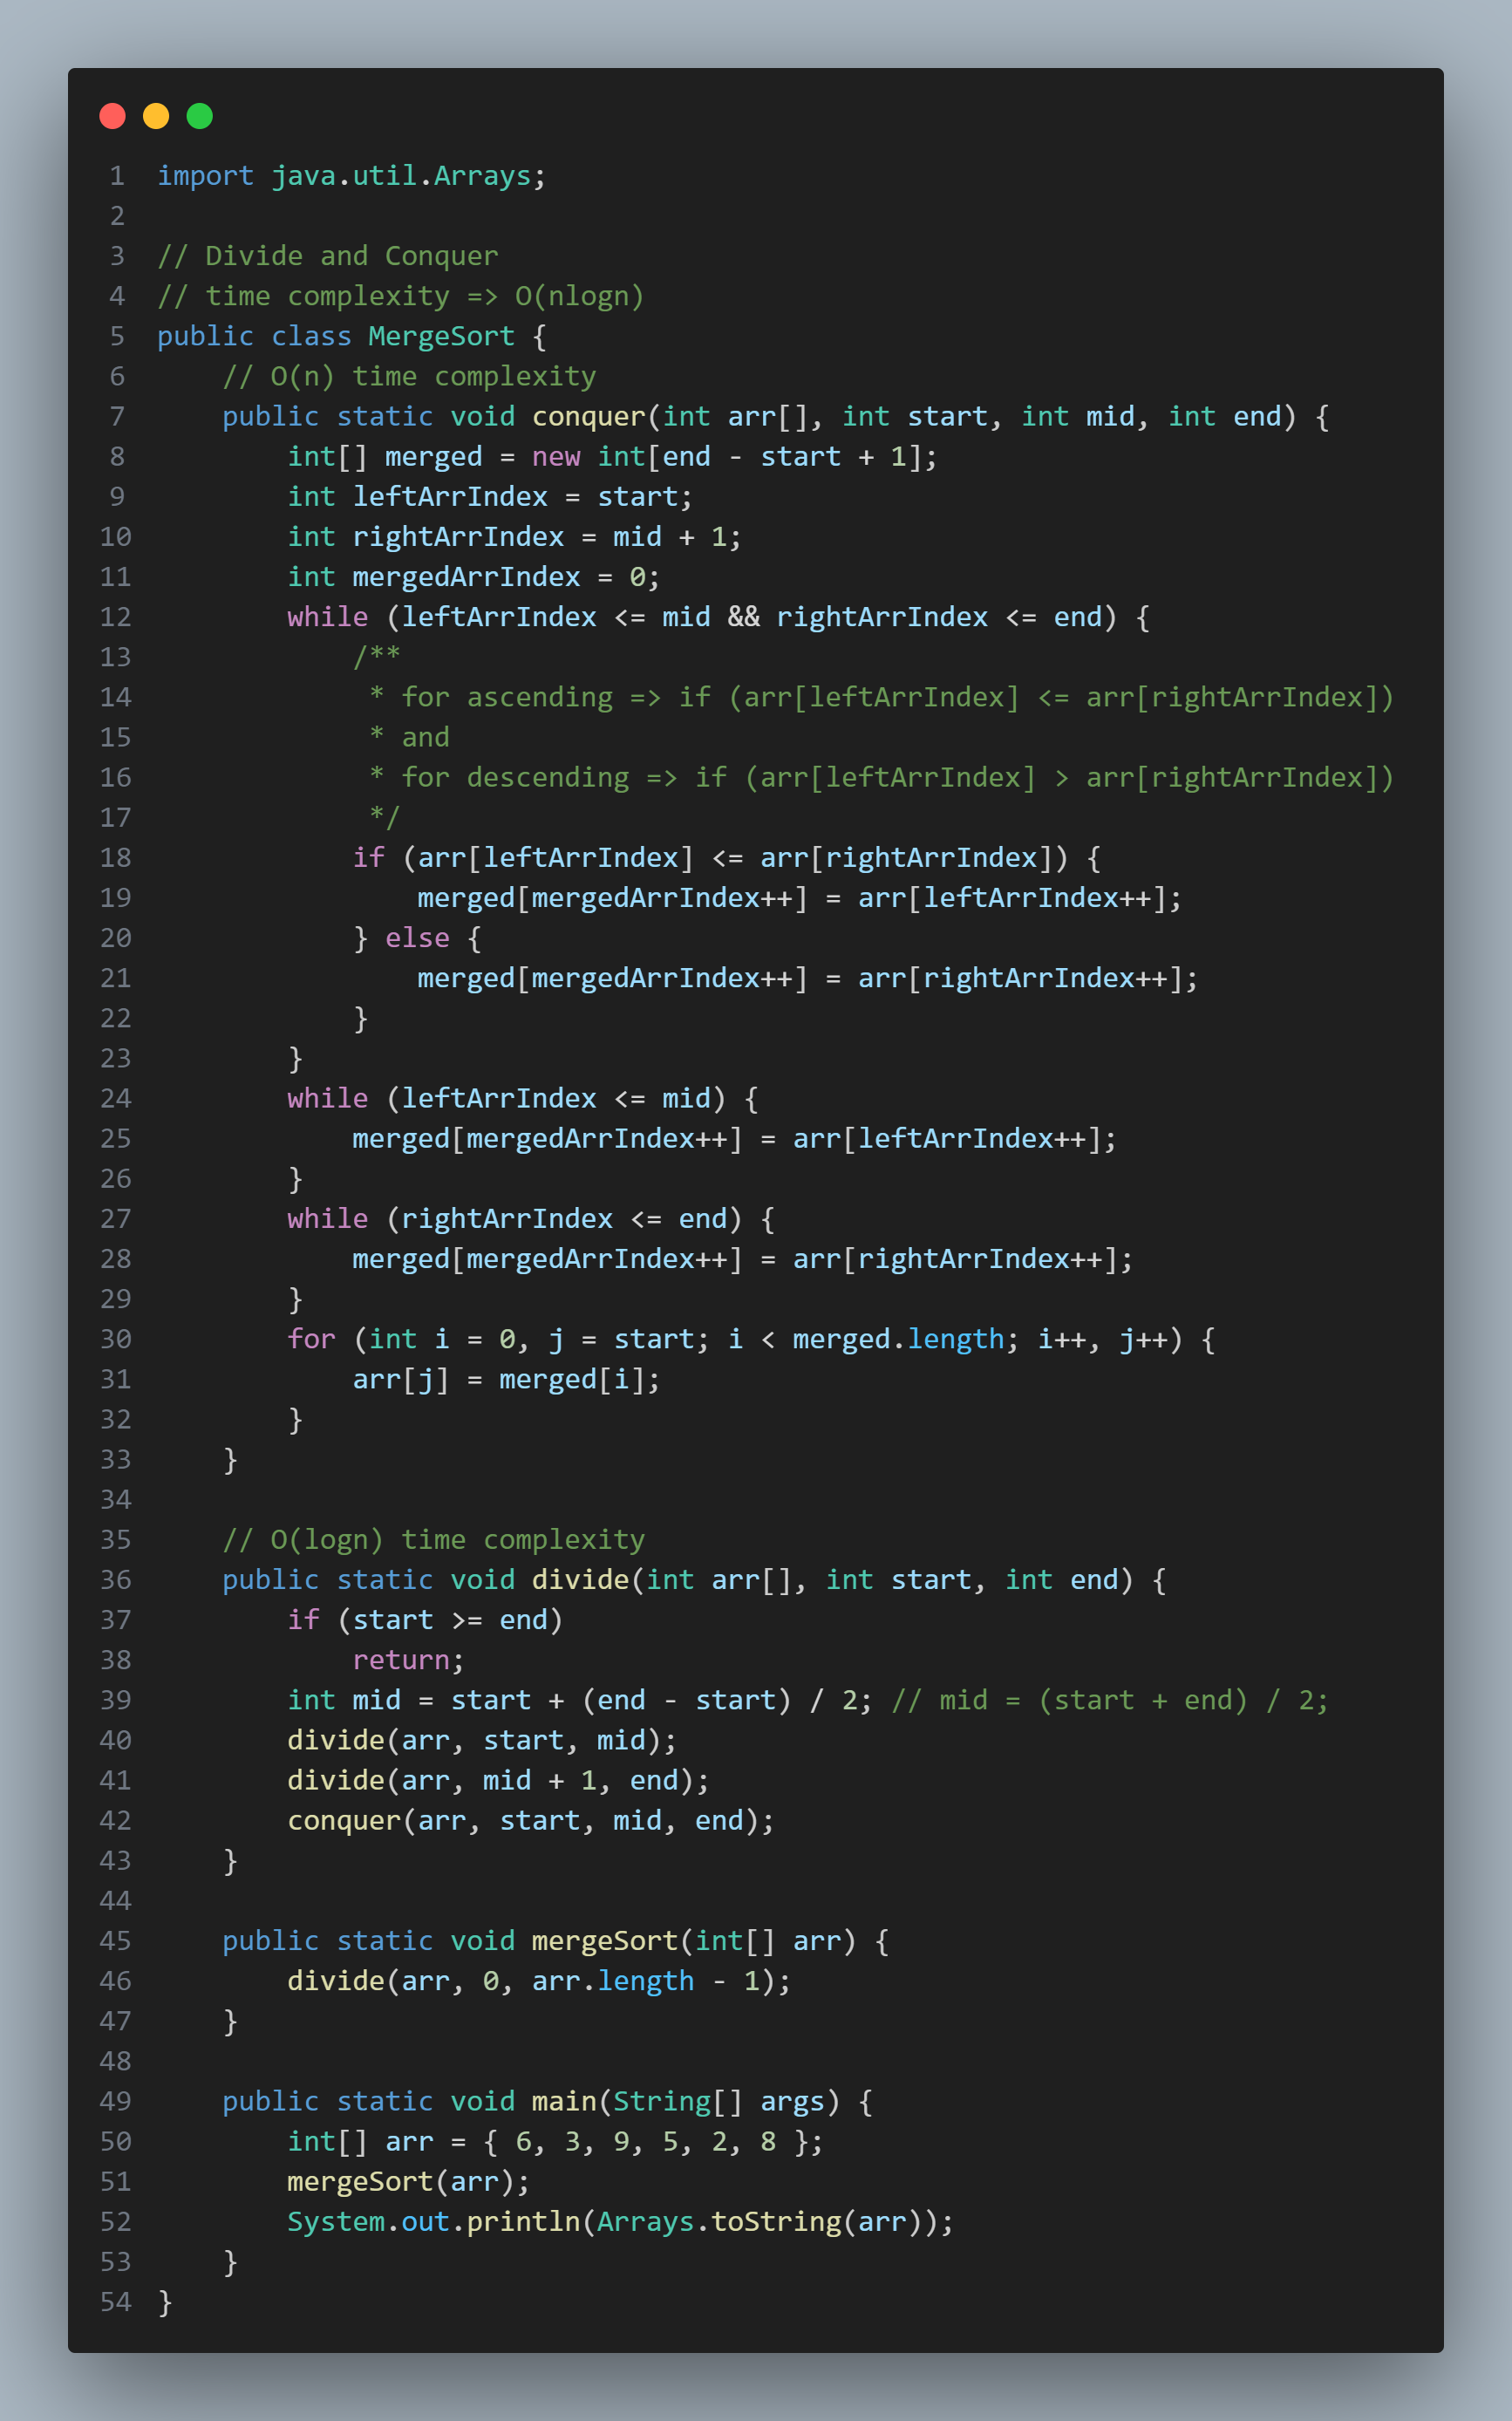 1 import java.util.Arrays;
2
3 // Divide and Conquer
4 // time complexity => O(nlogn)
5 public class MergeSort {
6     // O(n) time complexity
7     public static void conquer(int arr[], int start, int mid, int end) {
8         int[] merged = new int[end - start + 1];
9         int leftArrIndex = start;
10         int rightArrIndex = mid + 1;
11         int mergedArrIndex = 0;
12         while (leftArrIndex <= mid && rightArrIndex <= end) {
13             /**
14              * for ascending => if (arr[leftArrIndex] <= arr[rightArrIndex])
15              * and
16              * for descending => if (arr[leftArrIndex] > arr[rightArrIndex])
17              */
18             if (arr[leftArrIndex] <= arr[rightArrIndex]) {
19                 merged[mergedArrIndex++] = arr[leftArrIndex++];
20             } else {
21                 merged[mergedArrIndex++] = arr[rightArrIndex++];
22             }
23         }
24         while (leftArrIndex <= mid) {
25             merged[mergedArrIndex++] = arr[leftArrIndex++];
26         }
27         while (rightArrIndex <= end) {
28             merged[mergedArrIndex++] = arr[rightArrIndex++];
29         }
30         for (int i = 0, j = start; i < merged.length; i++, j++) {
31             arr[j] = merged[i];
32         }
33     }
34
35     // O(logn) time complexity
36     public static void divide(int arr[], int start, int end) {
37         if (start >= end)
38             return;
39         int mid = start + (end - start) / 2; // mid = (start + end) / 2;
40         divide(arr, start, mid);
41         divide(arr, mid + 1, end);
42         conquer(arr, start, mid, end);
43     }
44
45     public static void mergeSort(int[] arr) {
46         divide(arr, 0, arr.length - 1);
47     }
48
49     public static void main(String[] args) {
50         int[] arr = { 6, 3, 9, 5, 2, 8 };
51         mergeSort(arr);
52         System.out.println(Arrays.toString(arr));
53     }
54 }